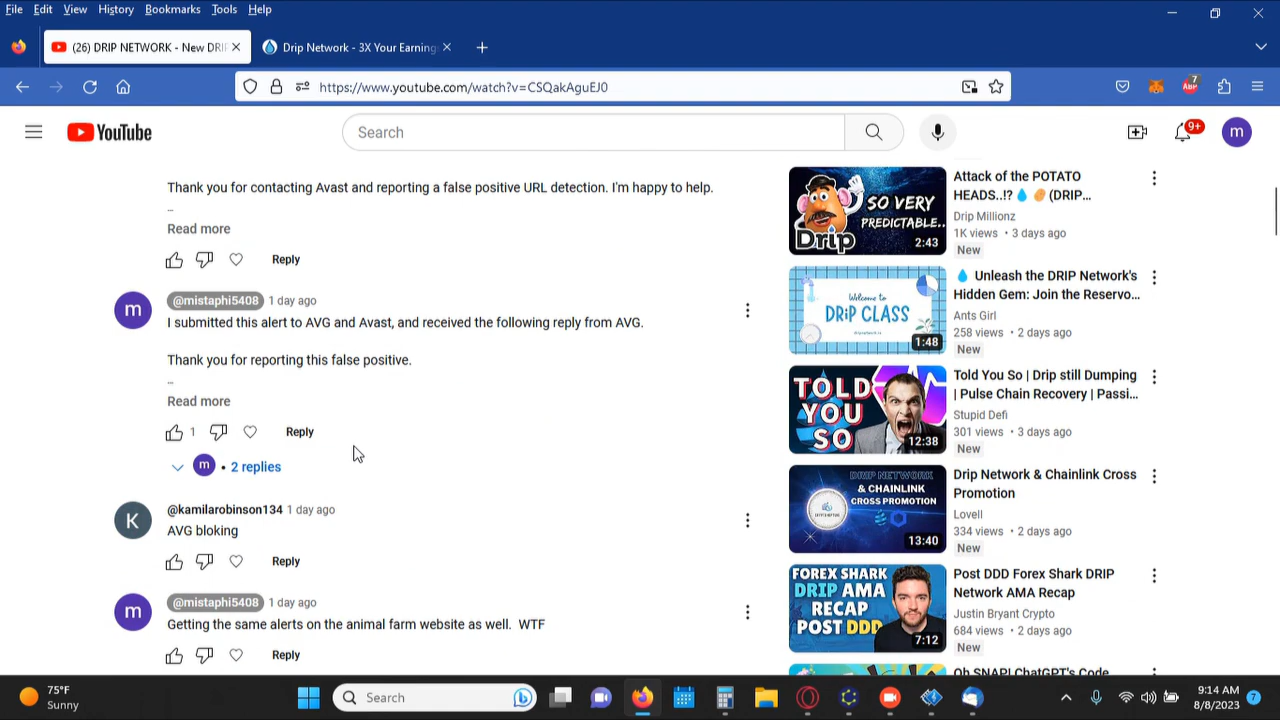 File Edit View History Bookmarks Tools Help
(26) DRIP NETWORK - New DRIP
Drip Network - 3X Your Earning
https://www.youtube.com/watch?v=CSQakAguEJ0
7
ABP
YouTube
Search
9+
m
Thank you for contacting Avast and reporting a false positive URL detection. I'm happy to help.
..
Read more
Reply
m
@mistaphi5408 1 day ago
I submitted this alert to AVG and Avast, and received the following reply from AVG.
Thank you for reporting this false positive.
...
Read more
1 Reply
m • 2 replies
K
@kamilarobinson134 1 day ago
AVG bloking
Reply
m
@mistaphi5408 1 day ago
Getting the same alerts on the animal farm website as well. WTF
Reply
SO VERY
PREDICTABLE..
Drip
2:43
Attack of the POTATO
HEADS..!? 💧 🥔 (DRIP...
Drip Millionz
1K views • 3 days ago
New
Welcome to
DRiP CLASS
1:48
💧 Unleash the DRIP Network's
Hidden Gem: Join the Reservo...
Ants Girl
258 views • 2 days ago
New
TOLD
YOU
SO
12:38
Told You So | Drip still Dumping
| Pulse Chain Recovery | Passi...
Stupid Defi
301 views • 3 days ago
New
DRIP NETWORK
& CHAINLINK
CROSS PROMOTION
13:40
Drip Network & Chainlink Cross
Promotion
Lovell
334 views • 2 days ago
New
FOREX SHARK
DRIP AMA
RECAP
POST DDD
7:12
Post DDD Forex Shark DRIP
Network AMA Recap
Justin Bryant Crypto
684 views • 2 days ago
New
Oh SNAP! ChatGPT's Code
75°F
Sunny
Search
9:14 AM
8/8/2023
7